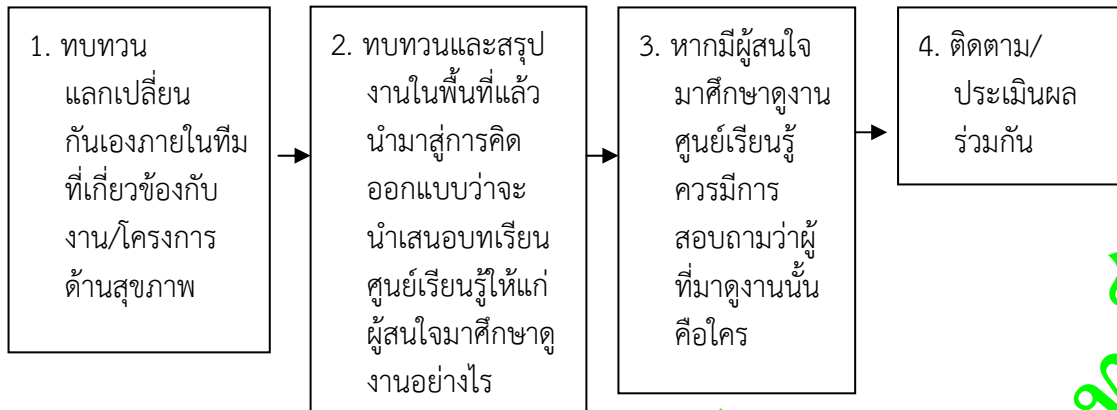 1. ทบทวน
แลกเปลี่ยน
กันเองภายในทีม
ที่เกี่ยวข้องกับ
งาน/โครงการ
ด้านสุขภาพ
2. ทบทวนและสรุป
งานในพื้นที่แล้ว
นำมาสู่การคิด
ออกแบบว่าจะ
นำเสนอบทเรียน
ศูนย์เรียนรู้ให้แก่
ผู้สนใจมาศึกษาดู
งานอย่างไร
3. หากมีผู้สนใจ
มาศึกษาดูงาน
ศูนย์เรียนรู้
ควรมีการ
สอบถามว่าผู้
ที่มาดูงานนั้น
คือใคร
4. ติดตาม/
ประเมินผล
ร่วมกัน